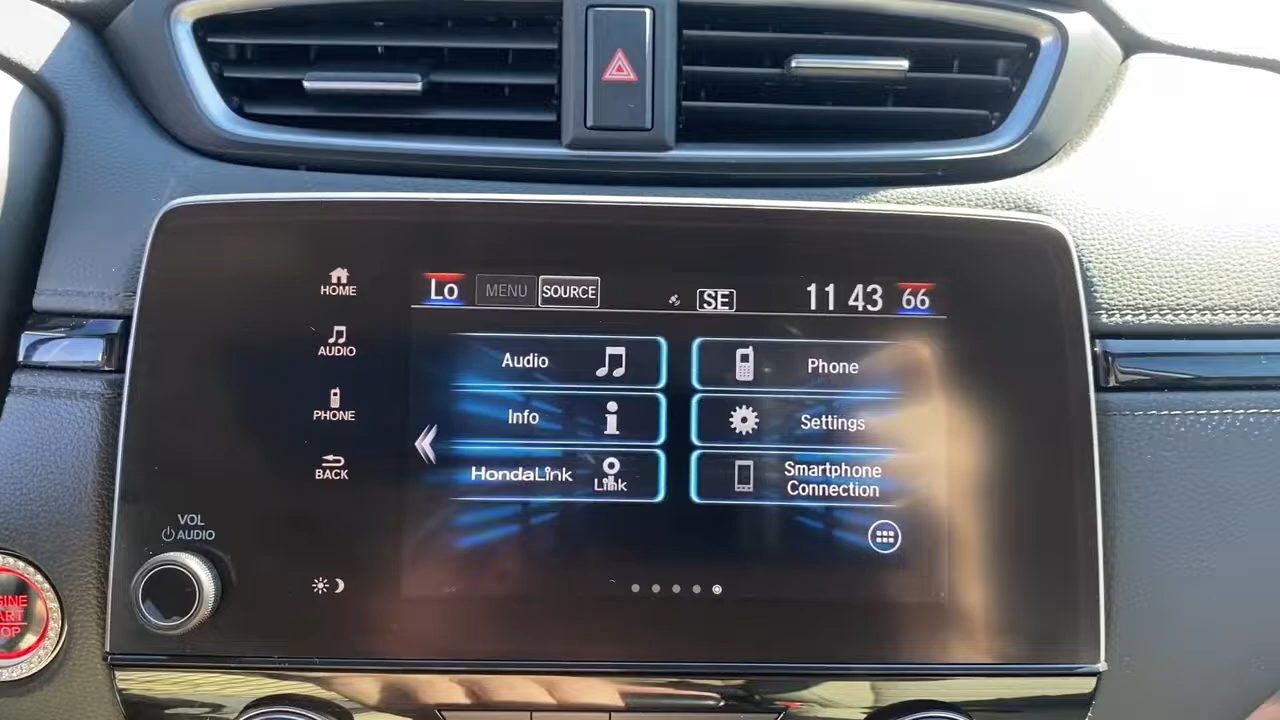 HOME
AUDIO
PHONE
BACK
VOL
AUDIO
Lo MENU SOURCE SE 11 43 66
Audio
Phone
Info
Settings
HondaLink Link
Smartphone
Connection